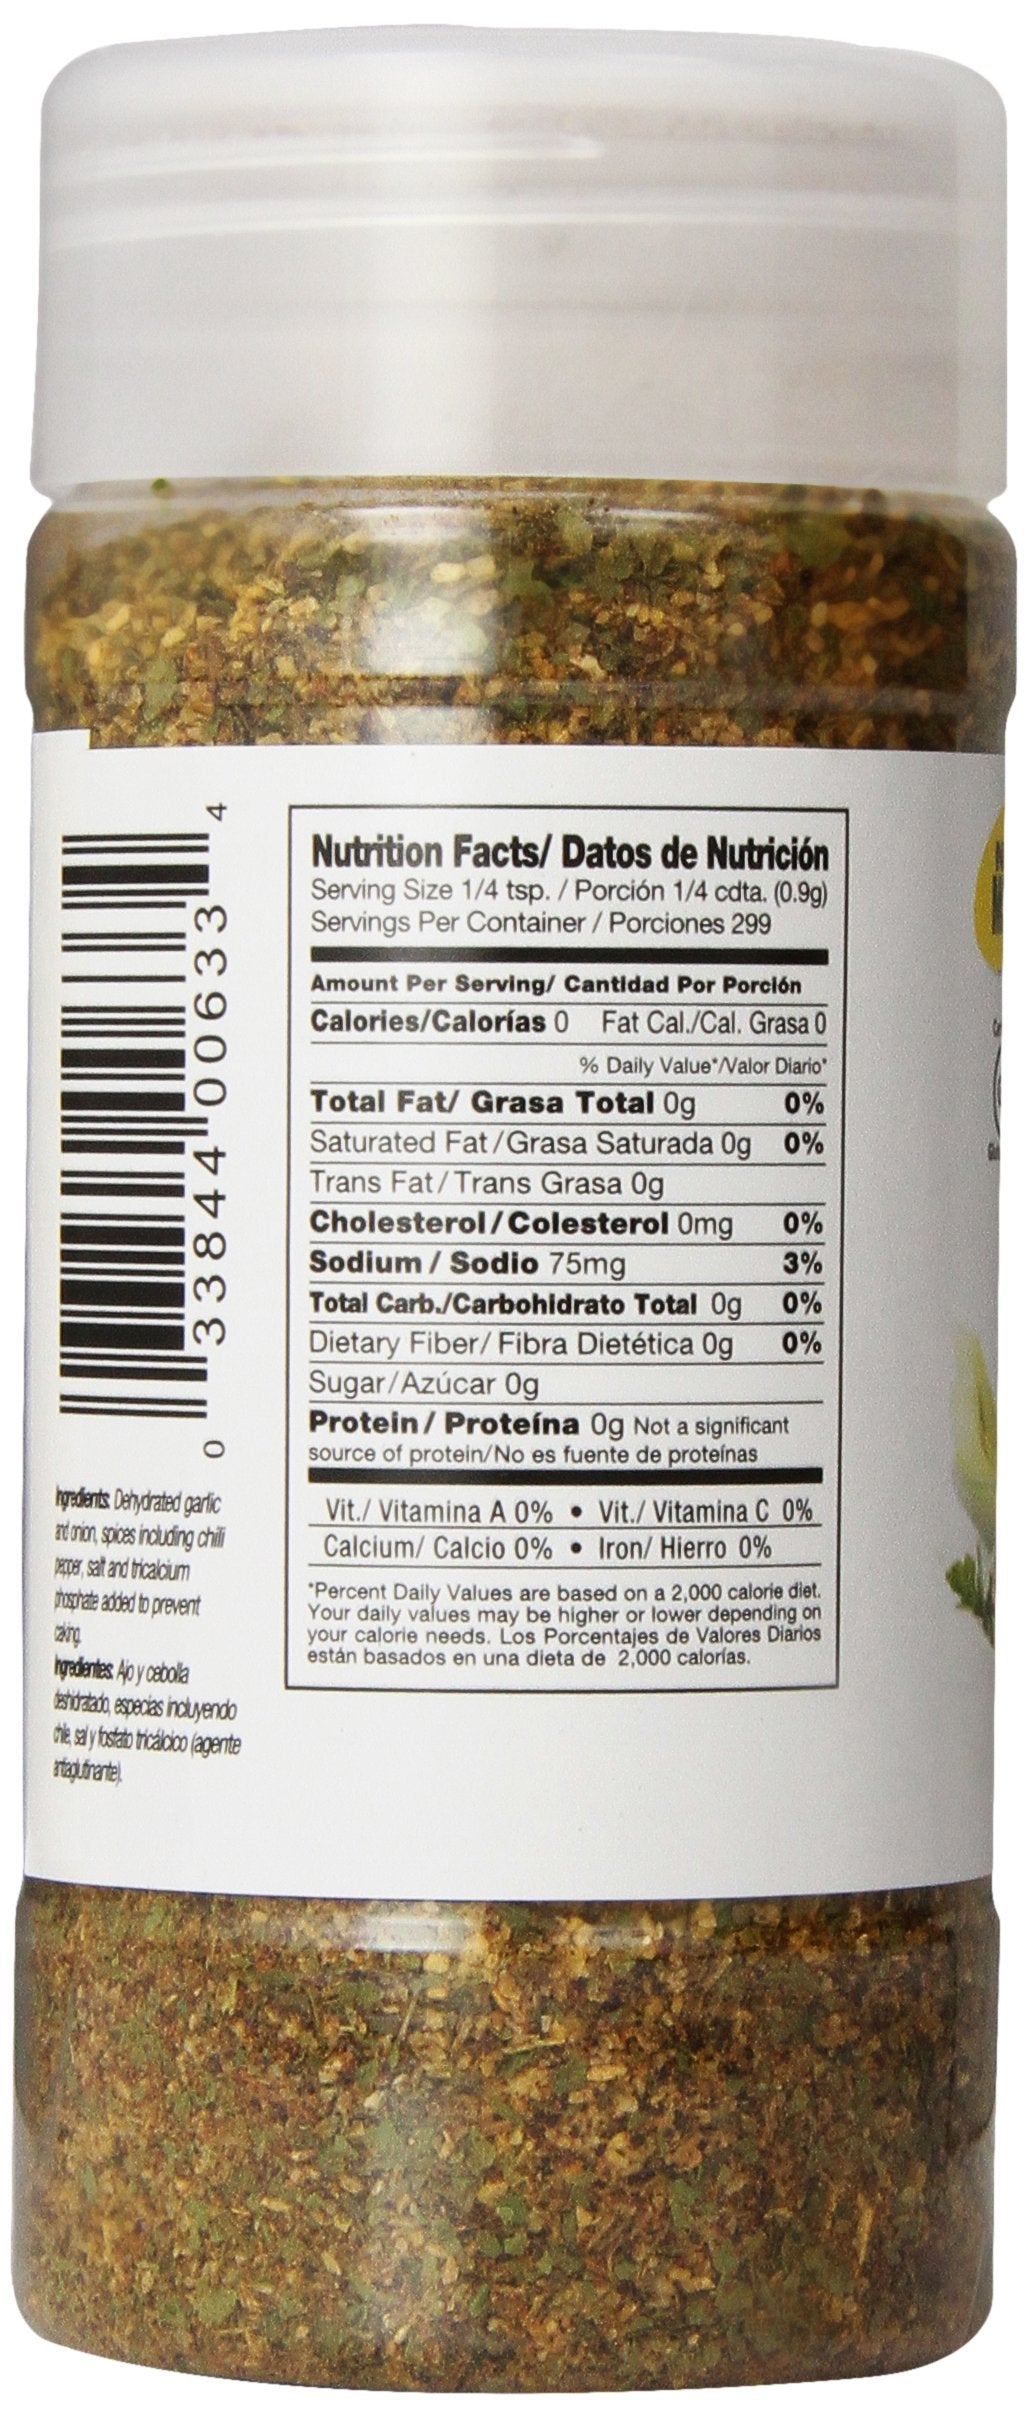 Nutrition Facts/ Datos de Nutrición
Serving Size 1/4 tsp. / Porción 1/4 cdta. (0.9g)
Servings Per Container / Porciones 299
Amount Per Serving/ Cantidad Por Porción
Calories/Calorías 0 Fat Cal./Cal. Grasa 0
% Daily Value*/Valor Diario*
Total Fat/ Grasa Total 0g 0%
Saturated Fat/Grasa Saturada 0g 0%
Trans Fat/Trans Grasa 0g
Cholesterol/Colesterol 0mg 0%
Sodium / Sodio 75mg 3%
Total Carb./Carbohidrato Total 0g 0%
Dietary Fiber/ Fibra Dietética 0g 0%
Sugar/Azúcar 0g
Protein/ Proteína 0g Not a significant
source of protein/No es fuente de proteínas
Vit./ Vitamina A 0% • Vit./ Vitamina C 0%
Calcium/ Calcio 0% • Iron/ Hierro 0%
*Percent Daily Values are based on a 2,000 calorie diet.
Your daily values may be higher or lower depending on
your calorie needs. Los Porcentajes de Valores Diarios
están basados en una dieta de 2,000 calorías.
0 33844 00633 4
Ingredients: Dehydrated garlic
and onion, spices including chilli
pepper, salt and tricalcium
phosphate added to prevent
caking.
Ingredientes: Ajo y cebolla
deshidratado, especias incluyendo
chile, sal y fosfato tricálcico (agente
antiaglutinante).